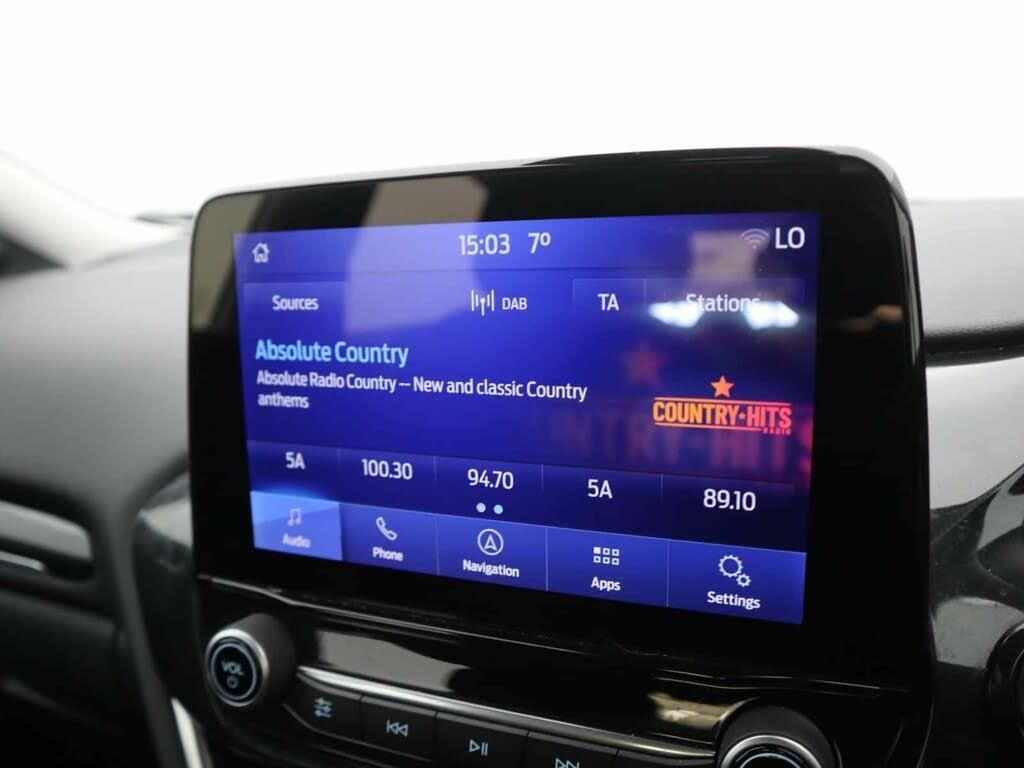 15:03 7º LO
Sources DAB TA Stations
Absolute Country
Absolute Radio Country – New and classic Country
anthems
COUNTRY★HITS
RADIO
5A 100.30 94.70 5A 89.10
Audio Phone Navigation Apps Settings
VOL